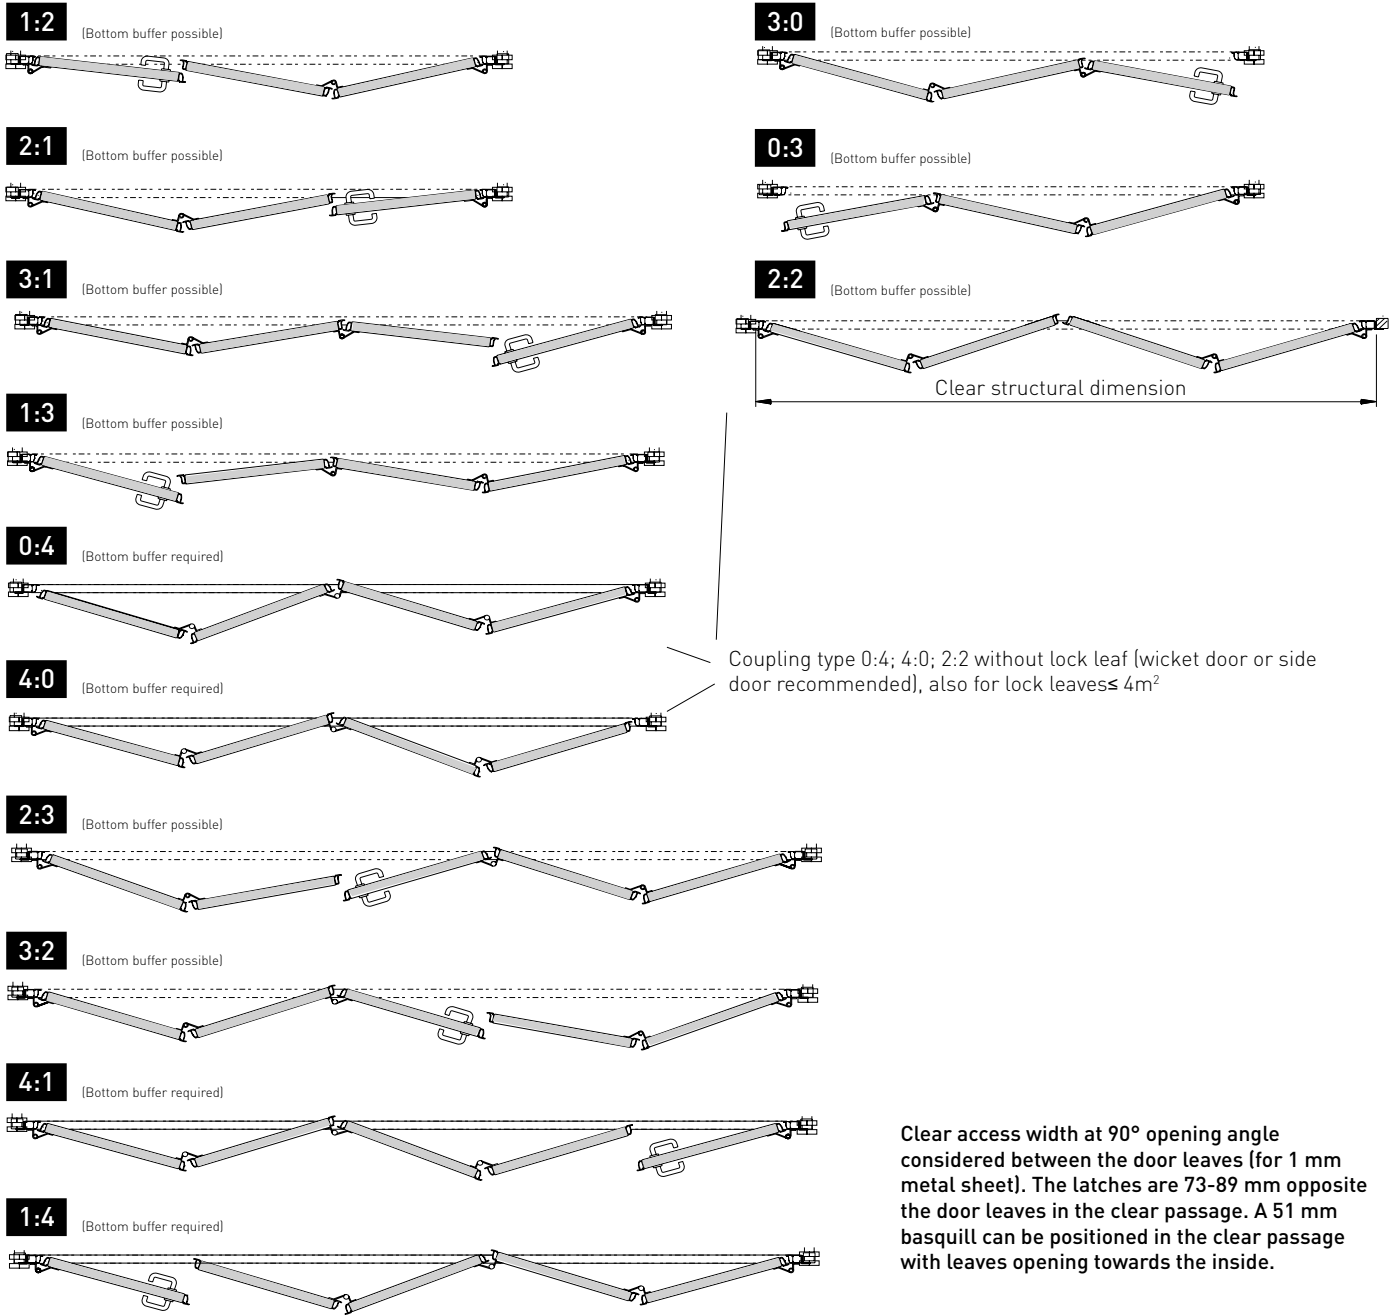 1:2 (Bottom buffer possible)
2:1 (Bottom buffer possible)
3:1 (Bottom buffer possible)
1:3 (Bottom buffer possible)
0:4 (Bottom buffer required)
4:0 (Bottom buffer required)
2:3 (Bottom buffer possible)
3:2 (Bottom buffer possible)
4:1 (Bottom buffer required)
1:4 (Bottom buffer required)
3:0 (Bottom buffer possible)
0:3 (Bottom buffer possible)
2:2 (Bottom buffer possible)
Clear structural dimension
Coupling type 0:4; 4:0; 2:2 without lock leaf (wicket door or side
door recommended), also for lock leaves≤ 4m²
Clear access width at 90° opening angle
considered between the door leaves (for 1 mm
metal sheet). The latches are 73-89 mm opposite
the door leaves in the clear passage. A 51 mm
basquill can be positioned in the clear passage
with leaves opening towards the inside.